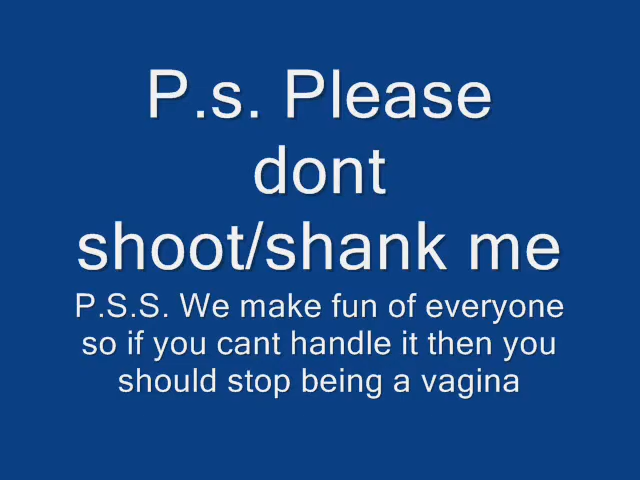 P.s. Please
dont
shoot/shank me
P.S.S. We make fun of everyone
so if you cant handle it then you
should stop being a vagina